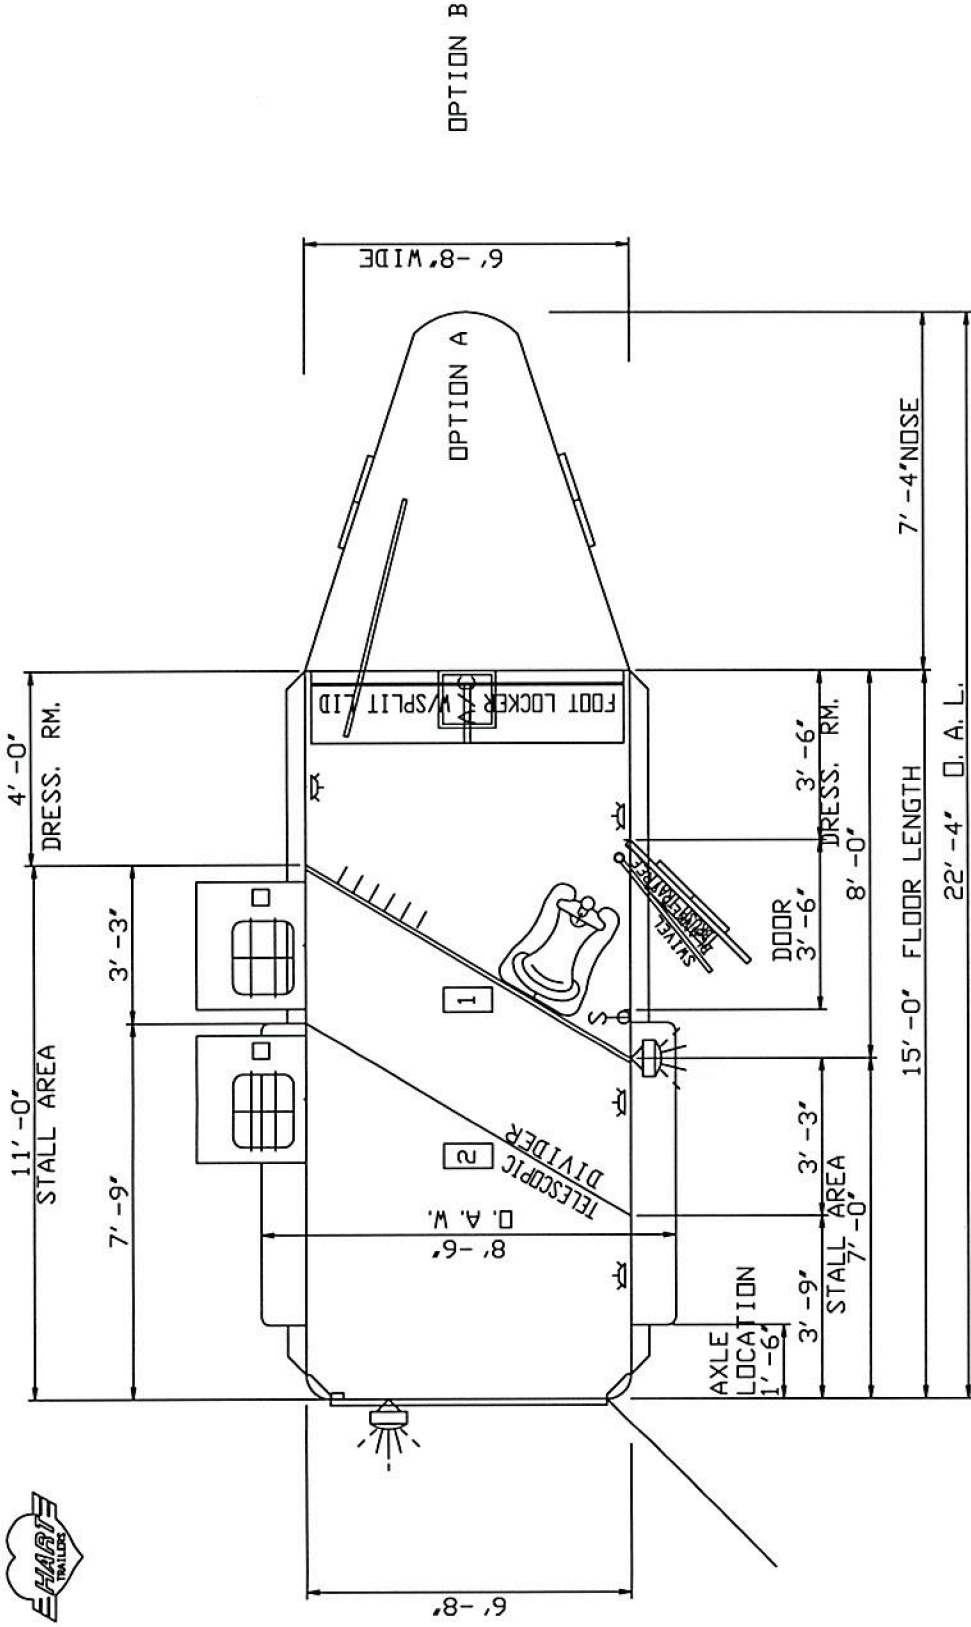 HART
TRAILERS
11'-0"
STALL AREA
4'-0"
DRESS. RM.
7'-9"
3'-3"
6'-8"
8'-6"
O. A. W.
TELESCOPIC
DIVIDER
2
1
S
FOOT LOCKER W/SPLIT LID
OPTION A
6'-8"WIDE
OPTION B
SWIVEL
AXLE
LOCATION
1'-6"
3'-9"
3'-3"
STALL AREA
7'-0"
DOOR
3'-6"
3'-6"
DRESS. RM.
8'-0"
15'-0" FLOOR LENGTH
7'-4"NOSE
22'-4" O. A. L.